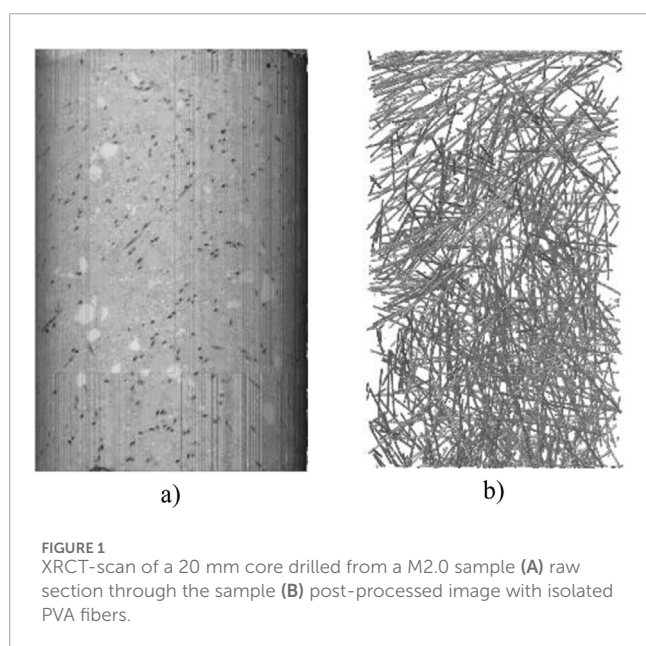 a)
b)
FIGURE 1
XRCT-scan of a 20 mm core drilled from a M2.0 sample (A) raw
section through the sample (B) post-processed image with isolated
PVA fibers.